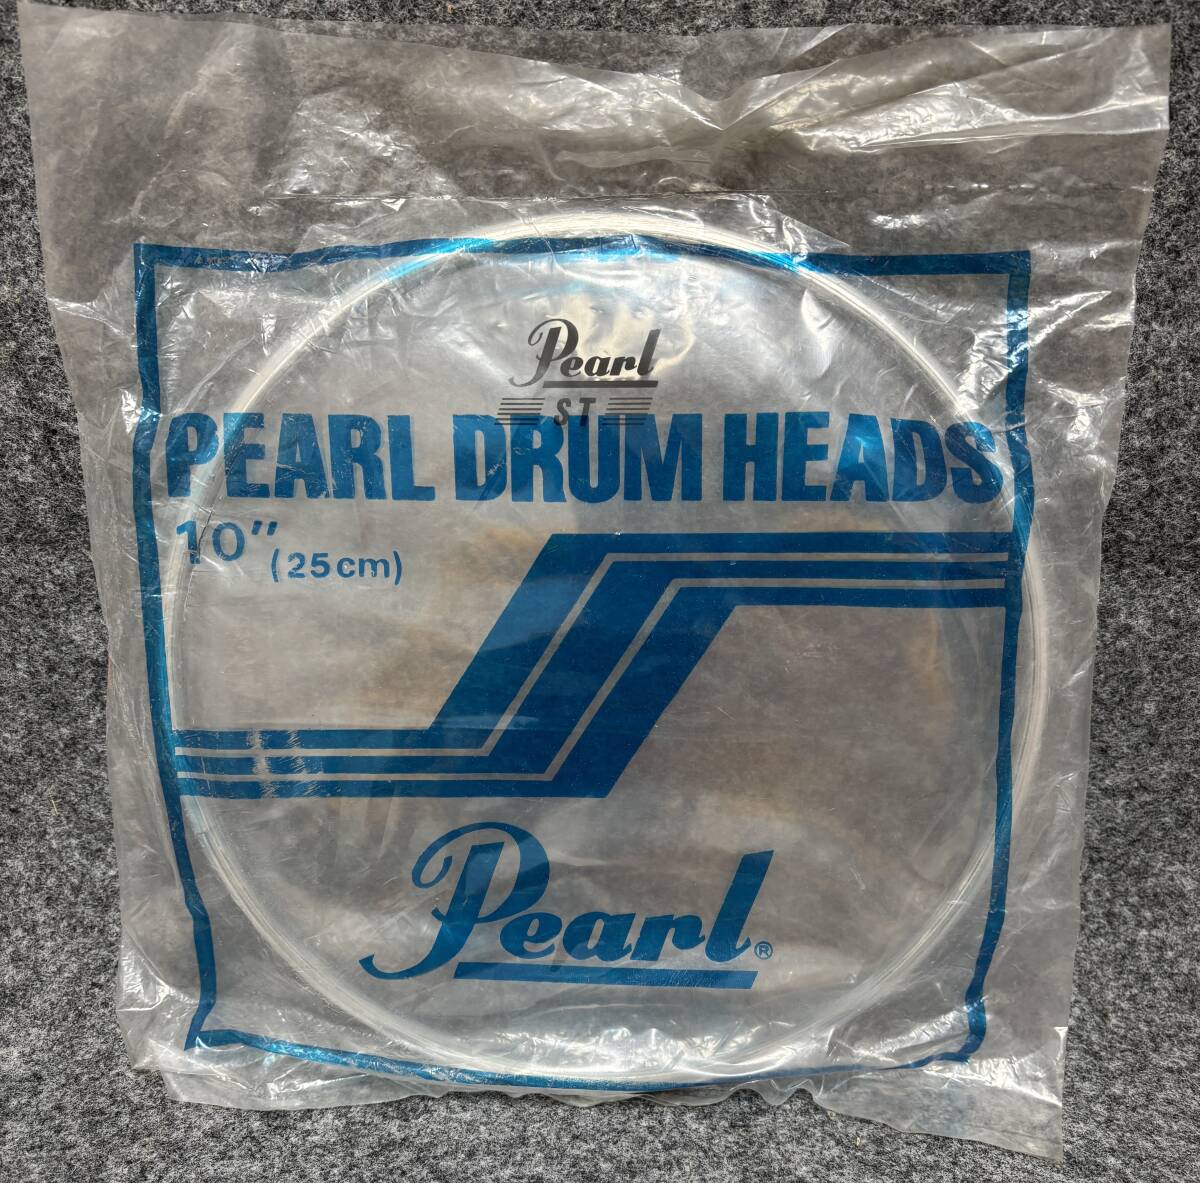 Pearl
ST
PEARL DRUM HEADS
10" (25cm)
Pearl®